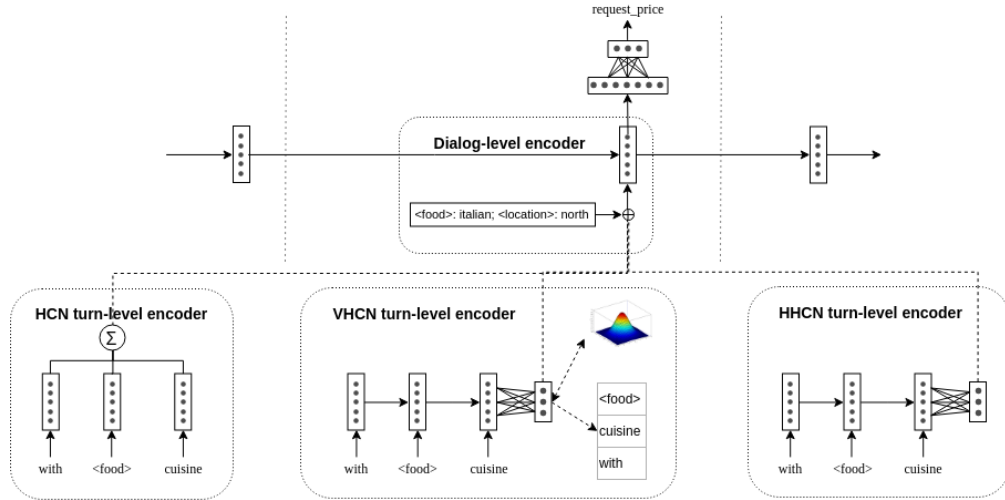 request_price
Dialog-level encoder
<food>: italian; <location>: north
HCN turn-level encoder
Σ
with
<food>
cuisine
VHCN turn-level encoder
<food>
cuisine
with
with
<food>
cuisine
HHCN turn-level encoder
with
<food>
cuisine